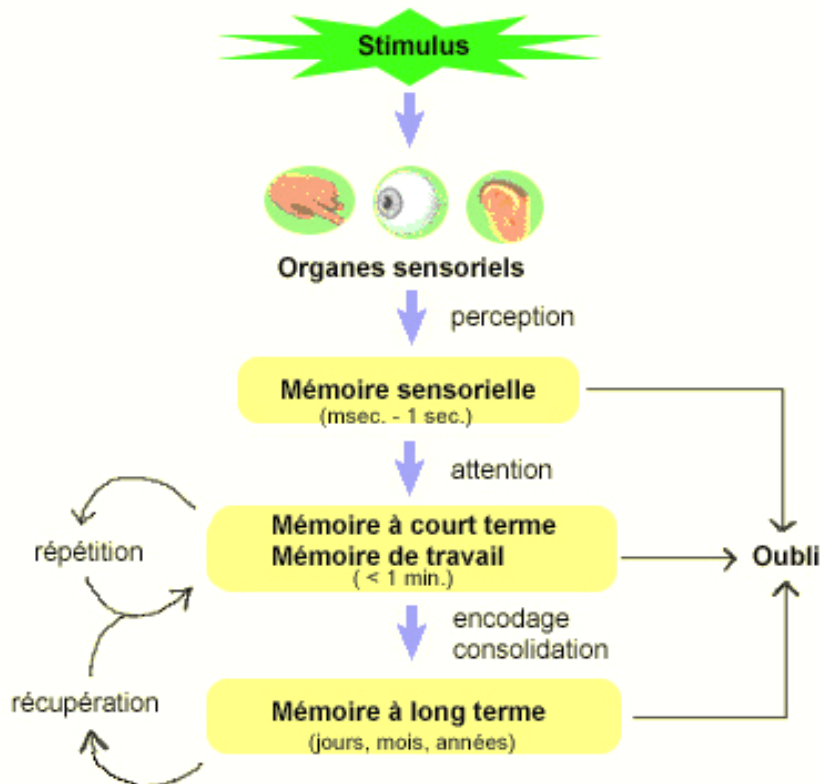 Stimulus
Organes sensoriels
perception
Mémoire sensorielle
(msec. - 1 sec.)
attention
Mémoire à court terme
Mémoire de travail
( < 1 min.)
répétition
Oubli
encodage
consolidation
récupération
Mémoire à long terme
(jours, mois, années)